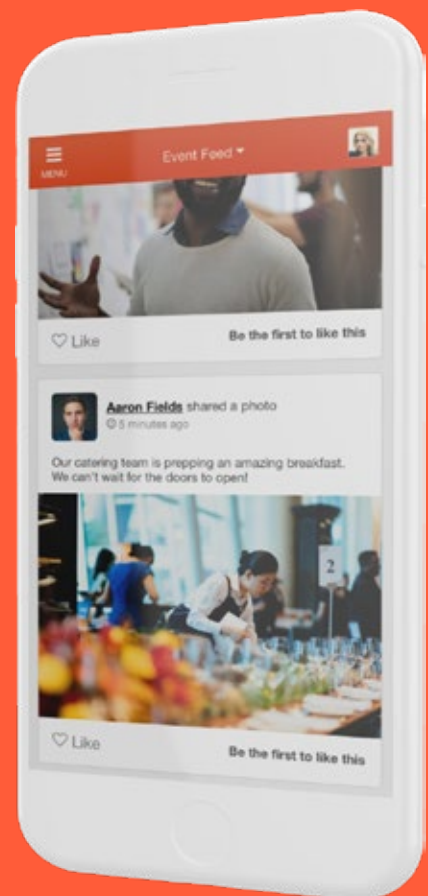 MENU
Event Feed
Like
Be the first to like this
Aaron Fields shared a photo
5 minutes ago
Our catering team is prepping an amazing breakfast.
We can't wait for the doors to open!
2
Like
Be the first to like this